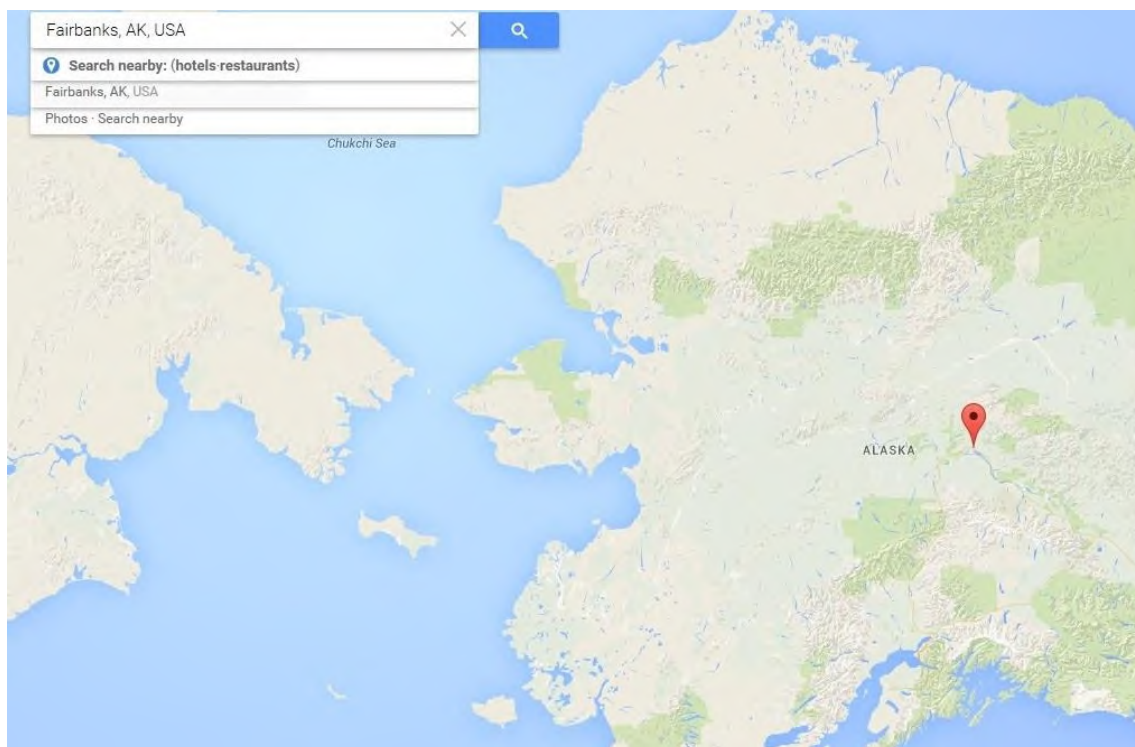 Fairbanks, AK, USA
Search nearby: (hotels-restaurants)
Fairbanks, AK, USA
Photos · Search nearby
Chukchi Sea
ALASKA